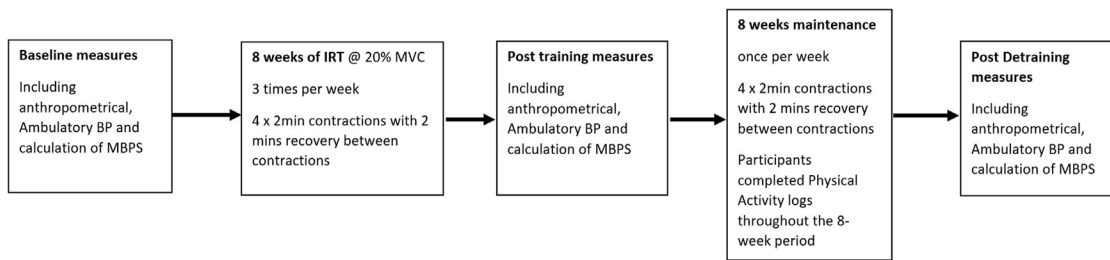 Baseline measures
Including
anthropometrical,
Ambulatory BP and
calculation of MBPS
8 weeks of IRT @ 20% MVC
3 times per week
4 x 2min contractions with 2
mins recovery between
contractions
Post training measures
Including
anthropometrical,
Ambulatory BP and
calculation of MBPS
8 weeks maintenance
once per week
4 x 2min contractions
with 2 mins recovery
between contractions
Participants
completed Physical
Activity logs
throughout the 8-
week period
Post Detraining
measures
Including
anthropometrical,
Ambulatory BP and
calculation of MBPS